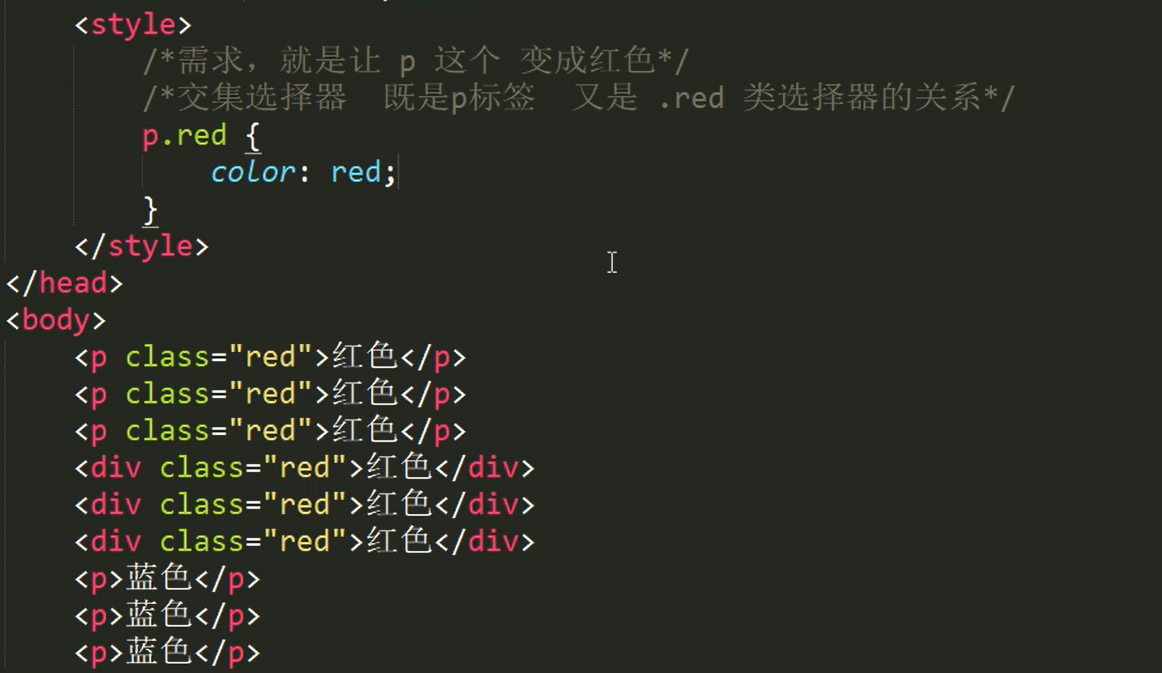 <style>
/*需求，就是让 p 这个 变成红色*/
/*交集选择器 既是p标签 又是 .red 类选择器的关系*/
p.red {
color: red;
}
</style>
</head>
<body>
<p class="red">红色</p>
<p class="red">红色</p>
<p class="red">红色</p>
<div class="red">红色</div>
<div class="red">红色</div>
<div class="red">红色</div>
<p>蓝色</p>
<p>蓝色</p>
<p>蓝色</p>